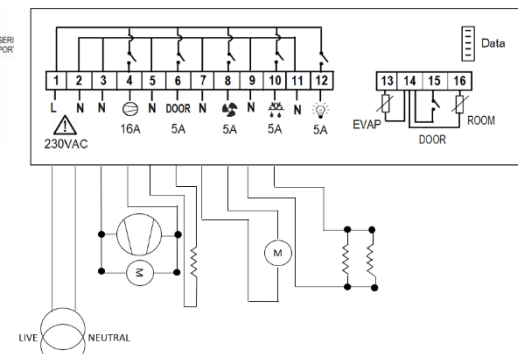 Data
1 2 3 4 5 6 7 8 9 10 11 12
13 14 15 16
L N N N DOOR N N N
16A 5A 5A 5A 5A
230VAC
EVAP ROOM
DOOR
M
M
LIVE NEUTRAL